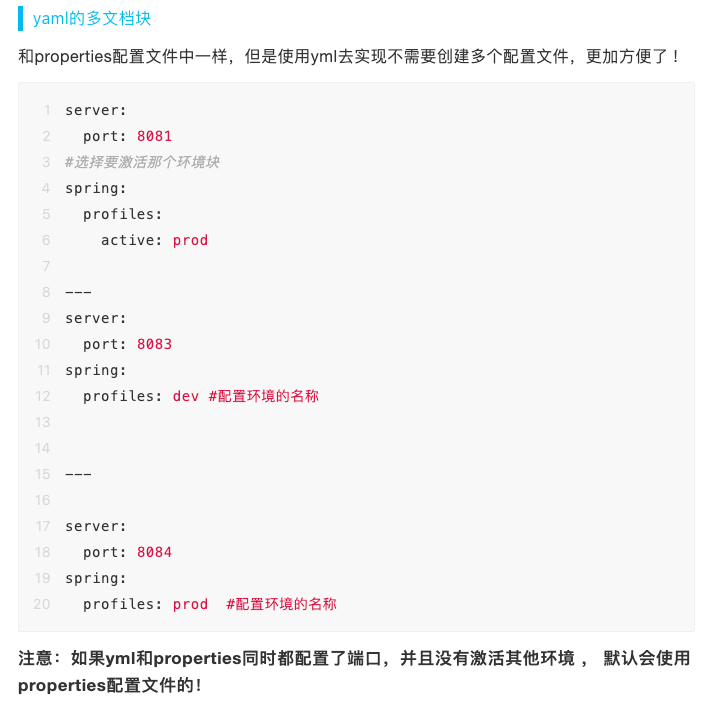 yaml的多文档块
和properties配置文件中一样，但是使用yml去实现不需要创建多个配置文件，更加方便了！
1 server:
2   port: 8081
3 #选择要激活那个环境块
4 spring:
5   profiles:
6     active: prod
7
8 ---
9 server:
10   port: 8083
11 spring:
12   profiles: dev #配置环境的名称
13
14
15 ---
16
17 server:
18   port: 8084
19 spring:
20   profiles: prod  #配置环境的名称
注意：如果yml和properties同时都配置了端口，并且没有激活其他环境 ， 默认会使用
properties配置文件的！